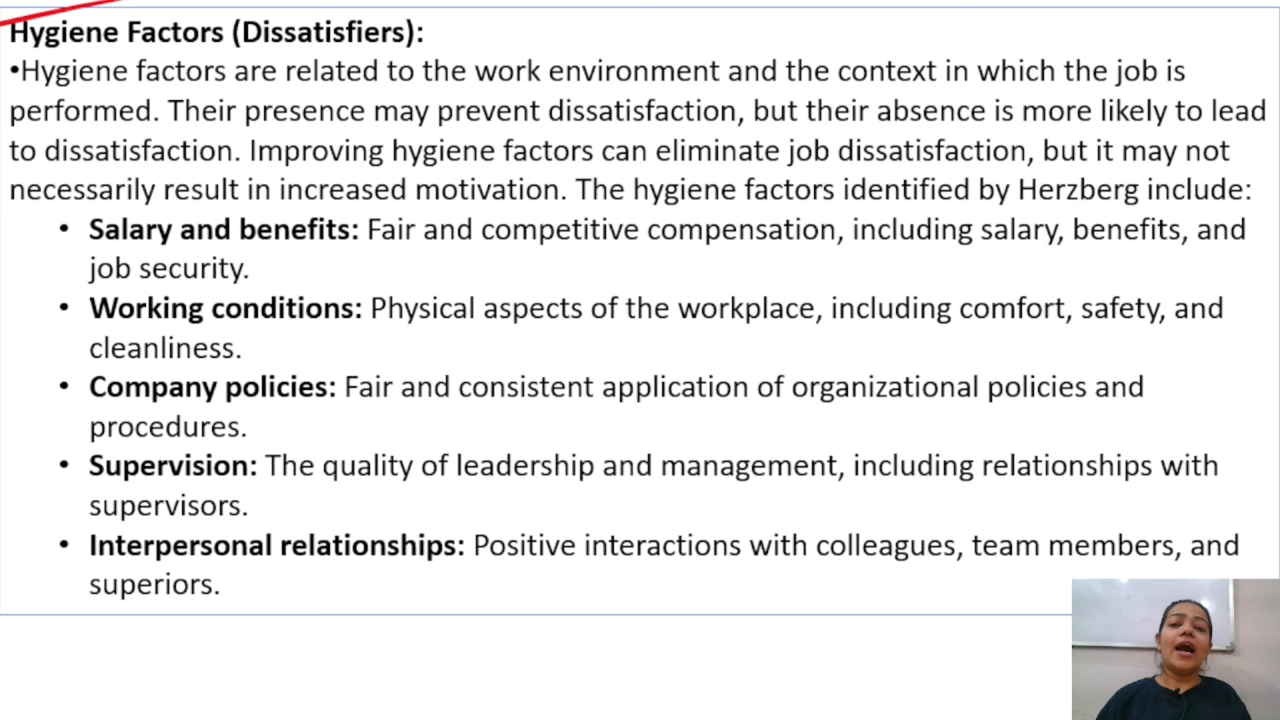 Hygiene Factors (Dissatisfiers):
•Hygiene factors are related to the work environment and the context in which the job is
performed. Their presence may prevent dissatisfaction, but their absence is more likely to lead
to dissatisfaction. Improving hygiene factors can eliminate job dissatisfaction, but it may not
necessarily result in increased motivation. The hygiene factors identified by Herzberg include:
• Salary and benefits: Fair and competitive compensation, including salary, benefits, and
job security.
• Working conditions: Physical aspects of the workplace, including comfort, safety, and
cleanliness.
• Company policies: Fair and consistent application of organizational policies and
procedures.
• Supervision: The quality of leadership and management, including relationships with
supervisors.
• Interpersonal relationships: Positive interactions with colleagues, team members, and
superiors.